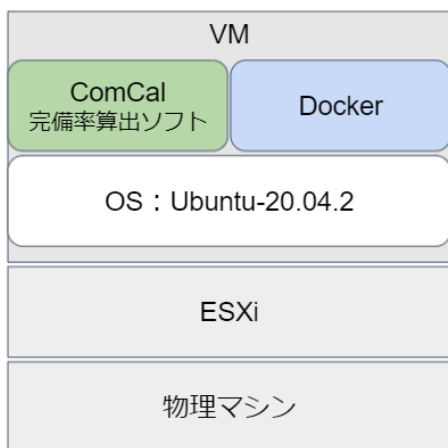 VM
ComCal
完備率算出ソフト
Docker
OS：Ubuntu-20.04.2
ESXi
物理マシン